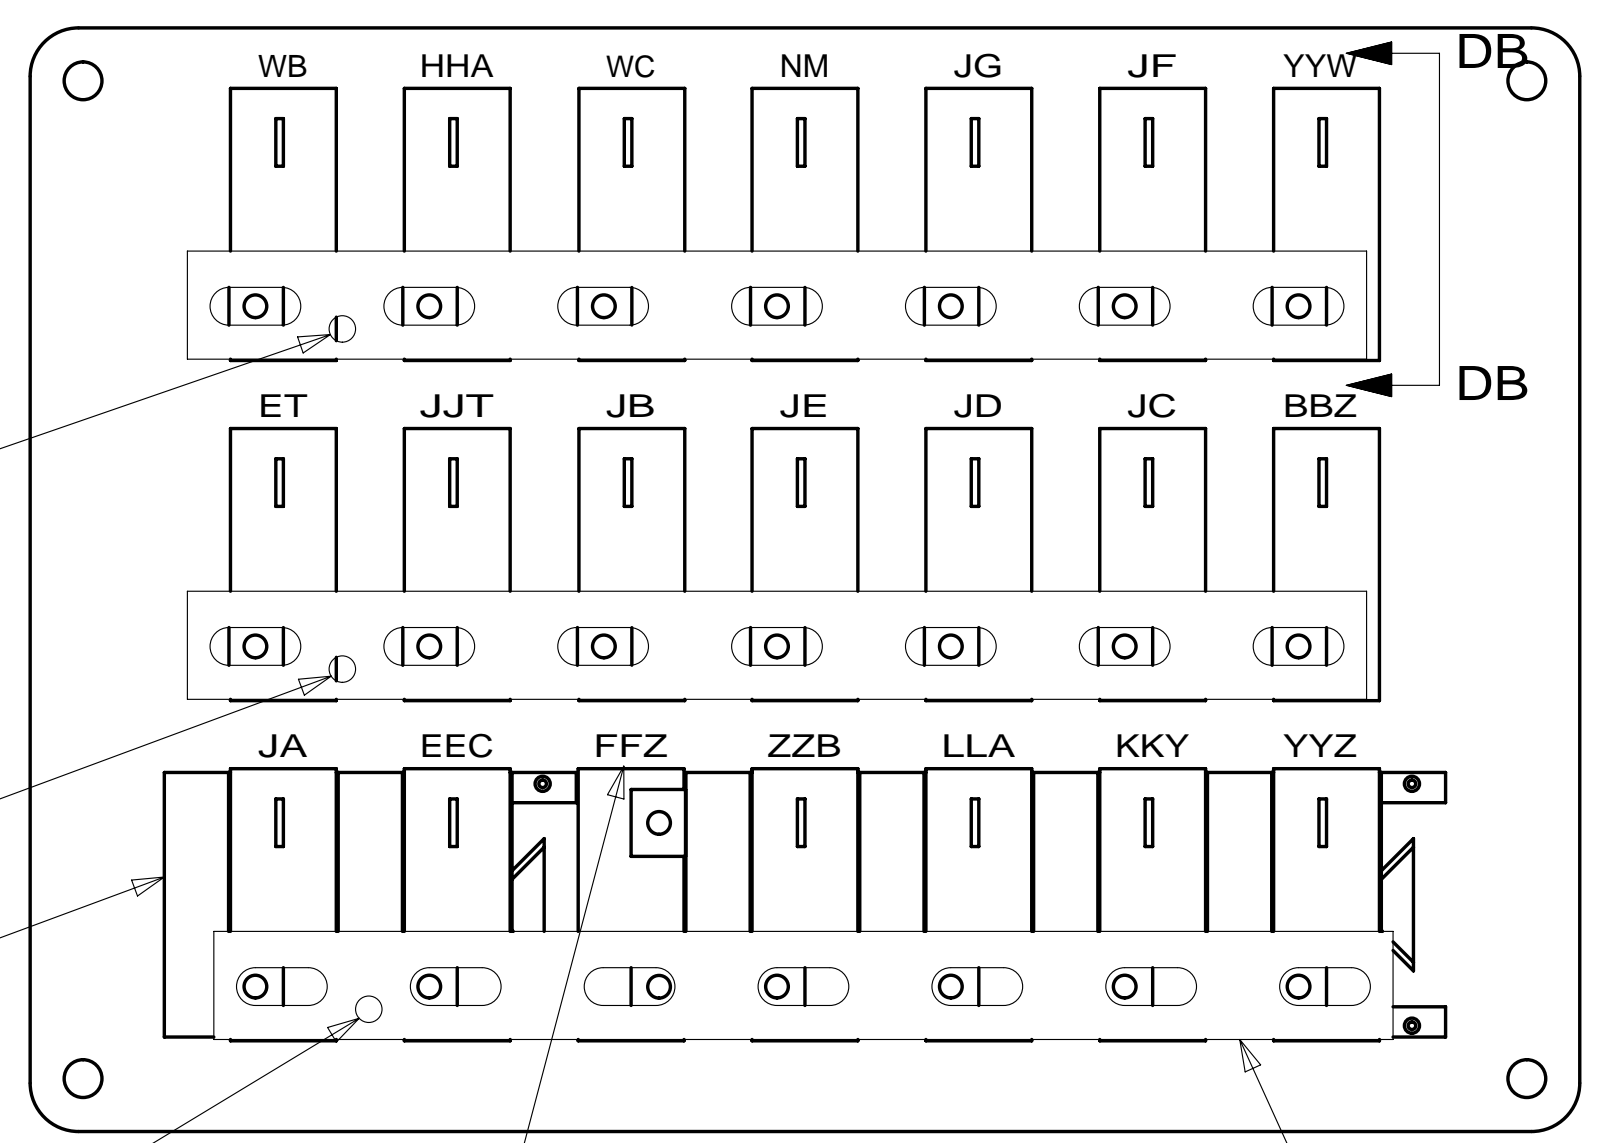 WB HHA WC NM JG JF YYW DB
DB
ET JJT JB JE JD JC BBZ
JA EEC FFZ ZZB LLA KKY YYZ